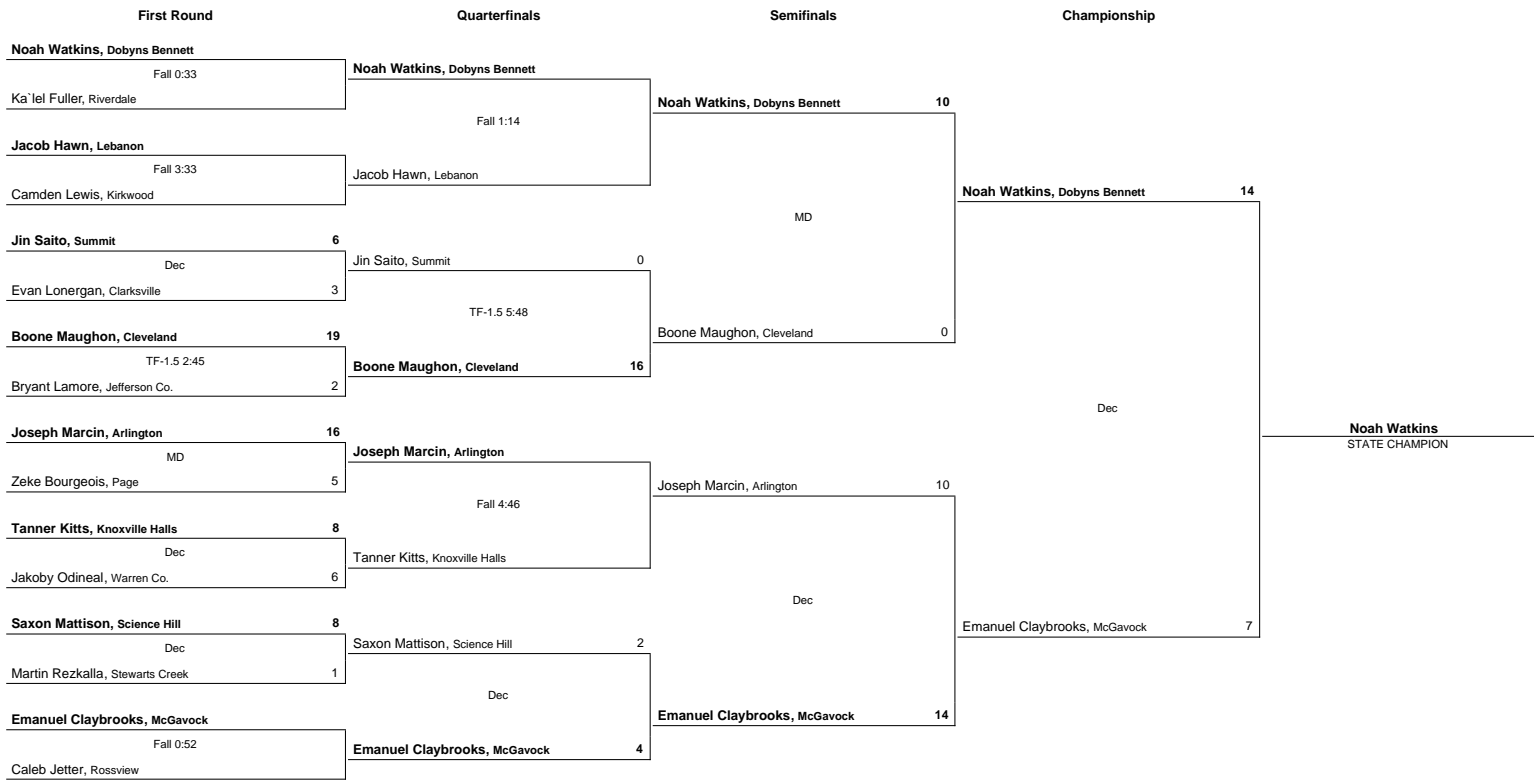 First Round
Quarterfinals
Semifinals
Championship
Noah Watkins, Dobyns Bennett
Fall 0:33
Ka`lel Fuller, Riverdale
Jacob Hawn, Lebanon
Fall 3:33
Camden Lewis, Kirkwood
Jin Saito, Summit 6
Dec
Evan Lonergan, Clarksville 3
Boone Maughon, Cleveland 19
TF-1.5 2:45
Bryant Lamore, Jefferson Co. 2
Joseph Marcin, Arlington 16
MD
Zeke Bourgeois, Page 5
Tanner Kitts, Knoxville Halls 8
Dec
Jakoby Odineal, Warren Co. 6
Saxon Mattison, Science Hill 8
Dec
Martin Rezkalla, Stewarts Creek 1
Emanuel Claybrooks, McGavock
Fall 0:52
Caleb Jetter, Rossview
Noah Watkins, Dobyns Bennett
Fall 1:14
Jacob Hawn, Lebanon
Jin Saito, Summit 0
TF-1.5 5:48
Boone Maughon, Cleveland 16
Joseph Marcin, Arlington
Fall 4:46
Tanner Kitts, Knoxville Halls
Saxon Mattison, Science Hill 2
Dec
Emanuel Claybrooks, McGavock 4
Noah Watkins, Dobyns Bennett 10
MD
Boone Maughon, Cleveland 0
Joseph Marcin, Arlington 10
Dec
Emanuel Claybrooks, McGavock 14
Noah Watkins, Dobyns Bennett 14
Dec
Emanuel Claybrooks, McGavock 7
Noah Watkins
STATE CHAMPION